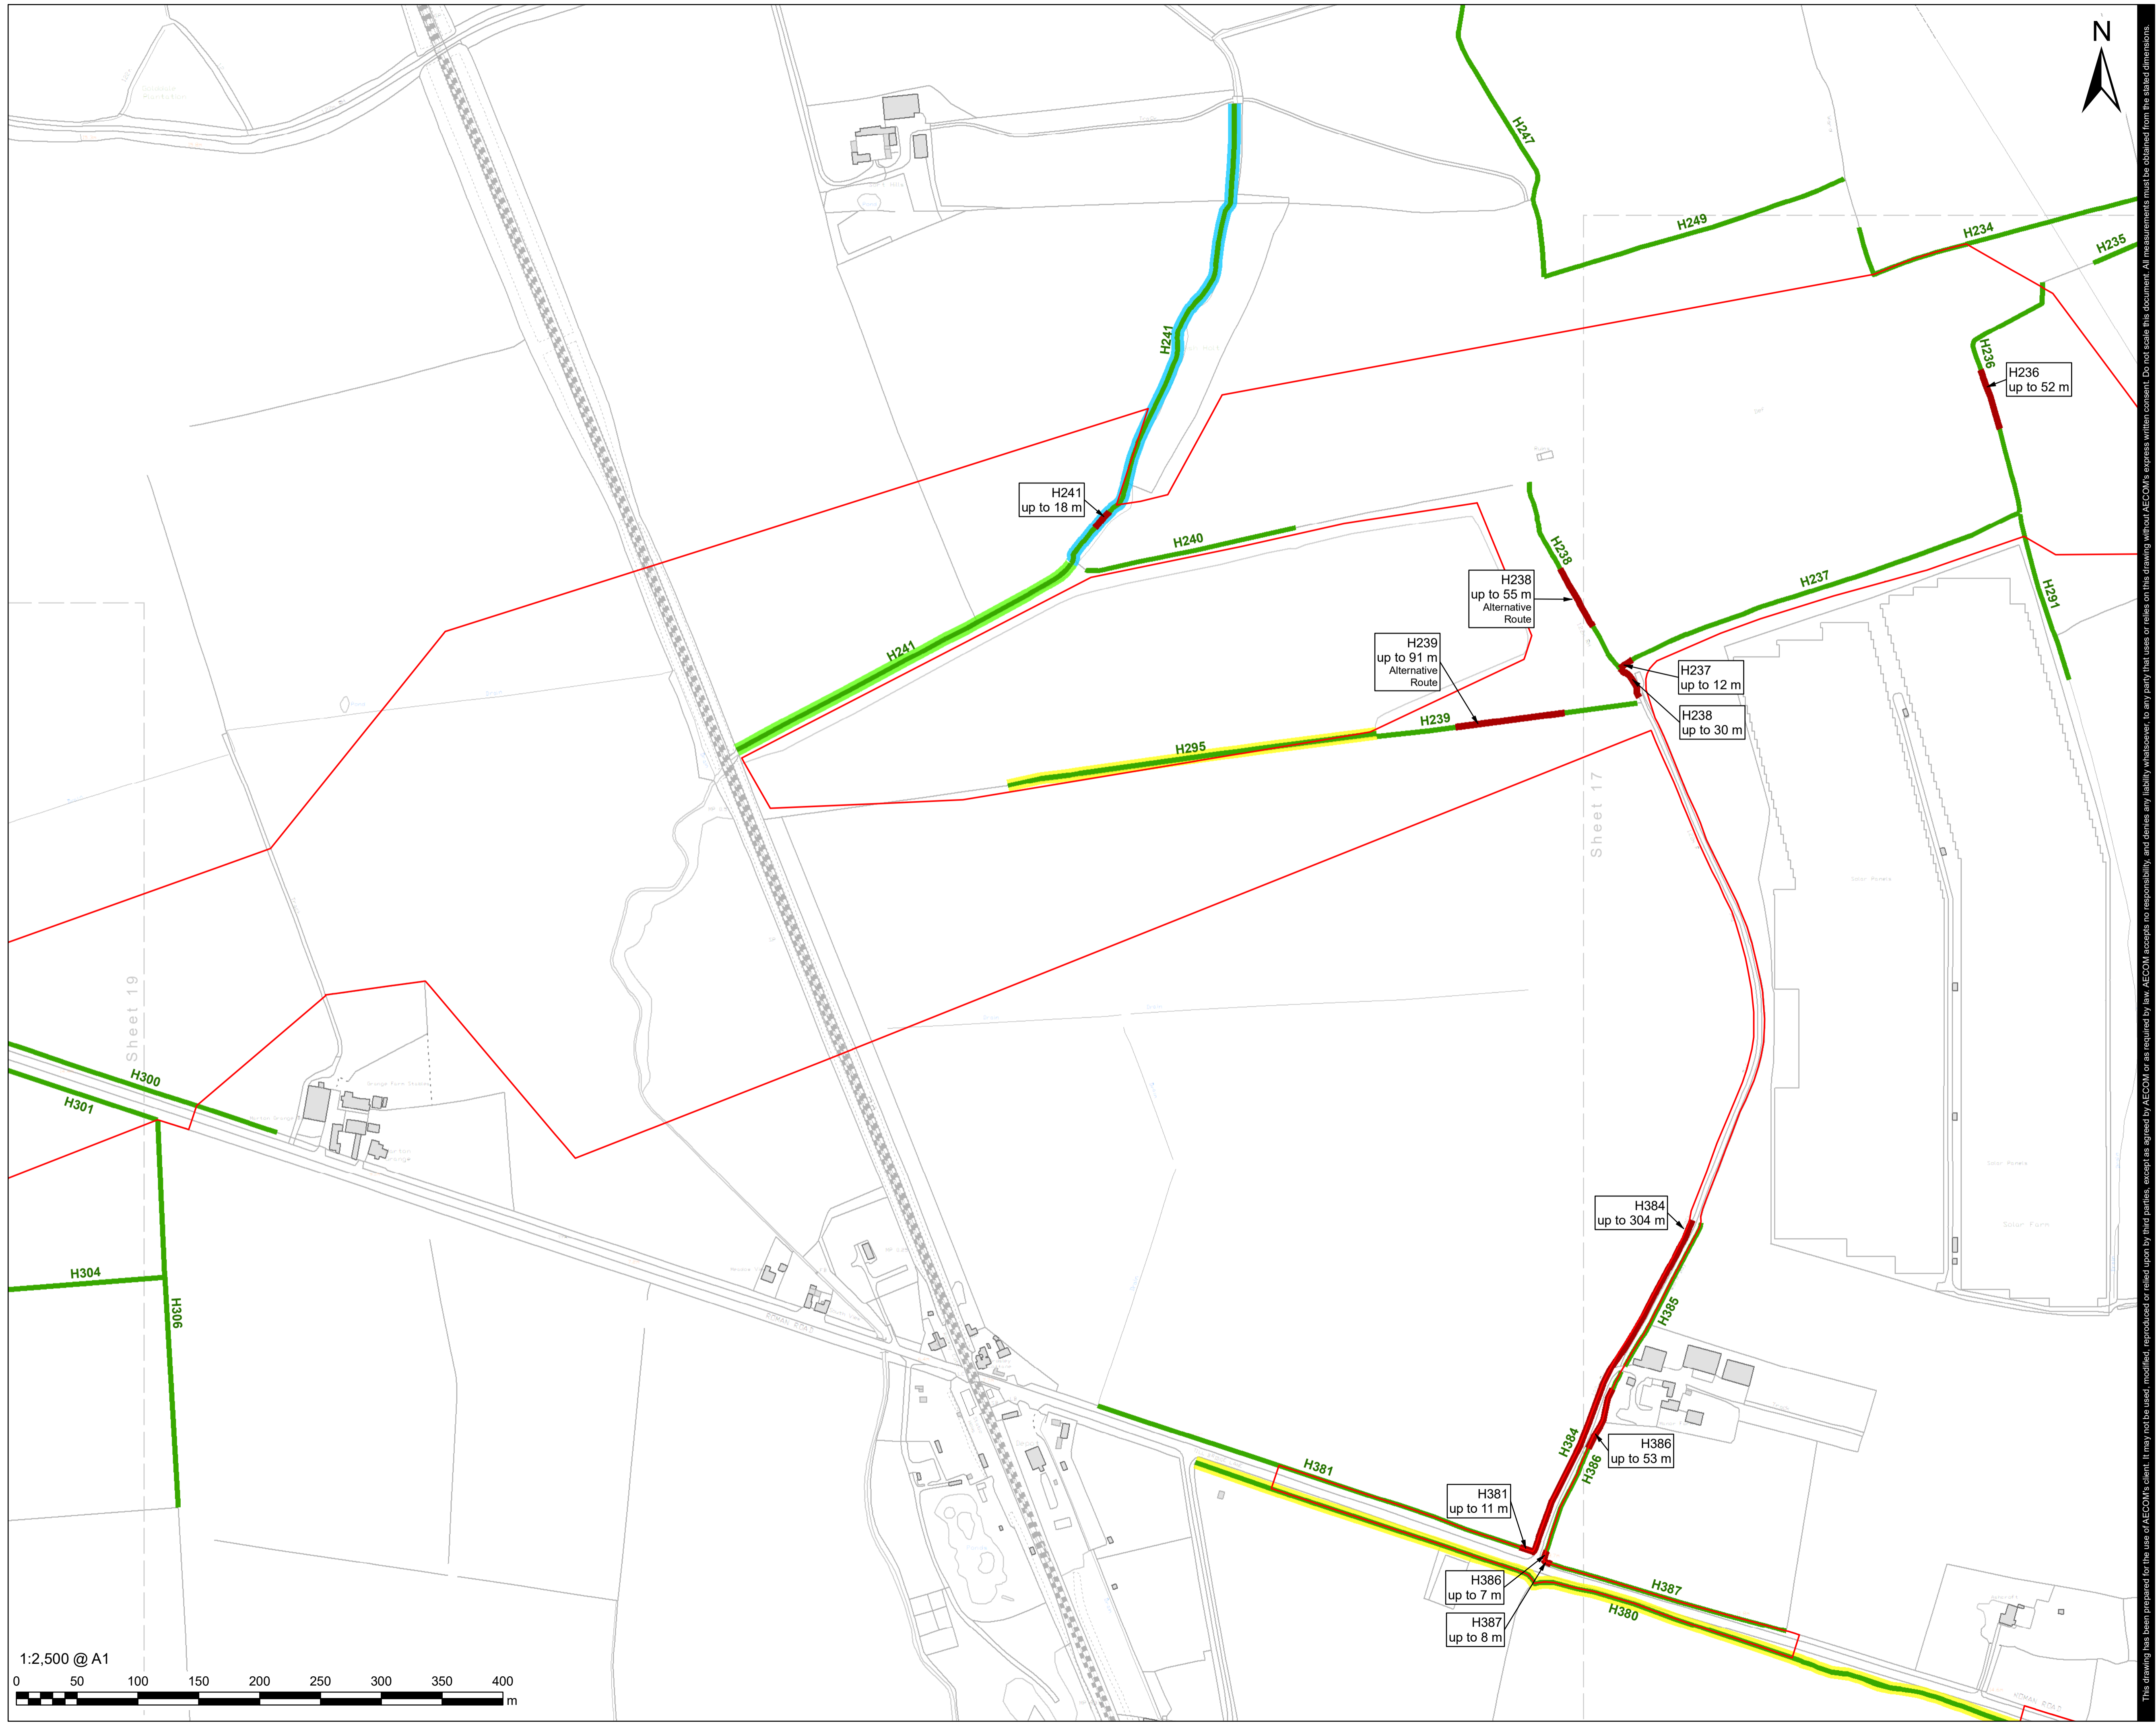 N
H247
H249
H234
H235
H241
H236
H236
up to 52 m
H241
up to 18 m
H240
H238
H238
up to 55 m
Alternative
Route
H237
H291
H239
up to 91 m
Alternative
Route
H241
H237
up to 12 m
H238
up to 30 m
H239
H295
Sheet 17
Sheet 19
H300
H301
H304
H306
H384
up to 304 m
H385
ROMAN ROAD
H384
H386
up to 53 m
H386
H381
H381
up to 11 m
H386
up to 7 m
H387
H380
H387
up to 8 m
ROMAN ROAD
Solar Farm
1:2,500 @ A1
0 50 100 150 200 250 300 350 400
m
This drawing has been prepared for the use of AECOM's client. It may not be used, modified, reproduced or relied upon by third parties, except as agreed by AECOM or as required by law. AECOM accepts no responsibility, and denies any liability whatsoever, to any party that uses or relies on this drawing without AECOM's express written consent. Do not scale this document. All measurements must be obtained from the stated dimensions.